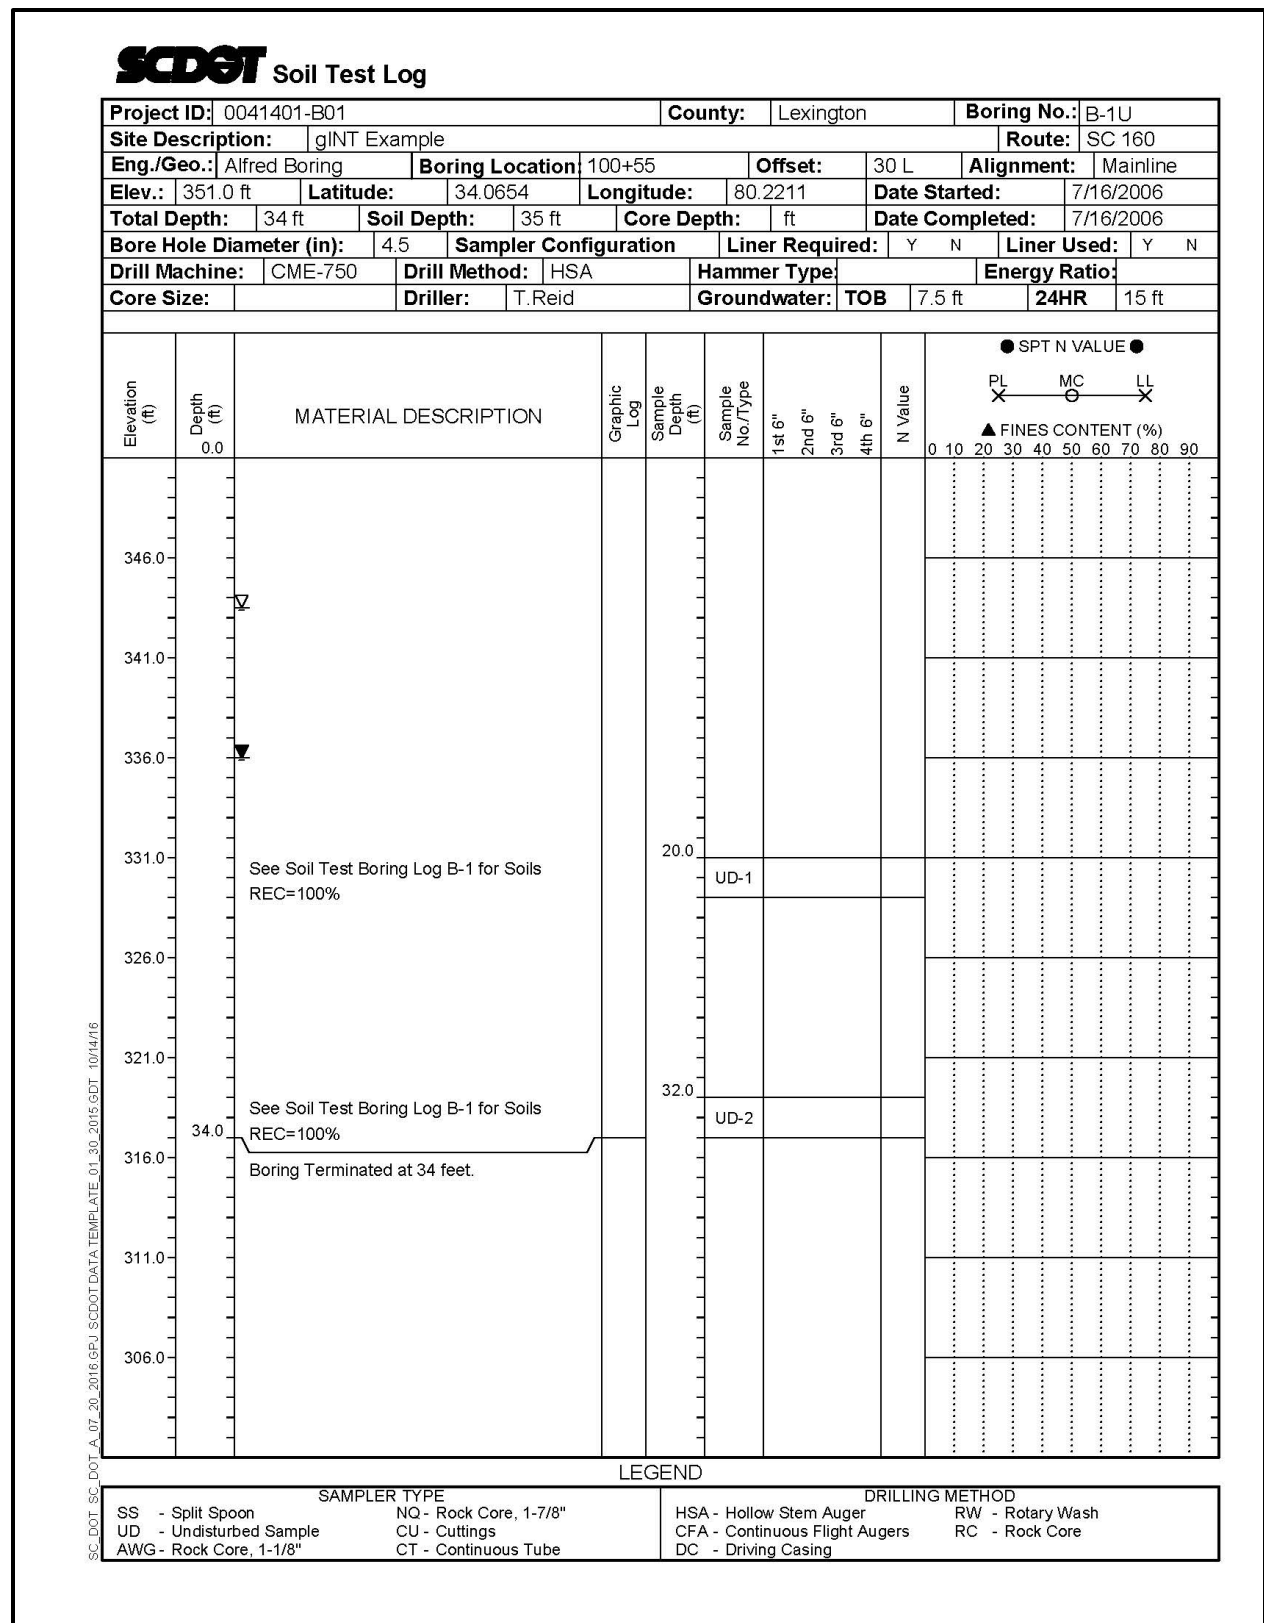 SCDOT Soil Test Log
Project ID: 0041401-B01 County: Lexington Boring No.: B-1U
Site Description: gINT Example Route: SC 160
Eng./Geo.: Alfred Boring Boring Location: 100+55 Offset: 30 L Alignment: Mainline
Elev.: 351.0 ft Latitude: 34.0654 Longitude: 80.2211 Date Started: 7/16/2006
Total Depth: 34 ft Soil Depth: 35 ft Core Depth: ft Date Completed: 7/16/2006
Bore Hole Diameter (in): 4.5 Sampler Configuration Liner Required: Y N Liner Used: Y N
Drill Machine: CME-750 Drill Method: HSA Hammer Type: Energy Ratio:
Core Size: Driller: T.Reid Groundwater: TOB 7.5 ft 24HR 15 ft
Elevation
(ft)
Depth
(ft)
0.0
MATERIAL DESCRIPTION
Graphic
Log
Sample
Depth
(ft)
Sample
No./Type
1st 6"
2nd 6"
3rd 6"
4th 6"
N Value
SPT N VALUE
PL MC LL
FINES CONTENT (%)
0 10 20 30 40 50 60 70 80 90
346.0
341.0
336.0
331.0
20.0
See Soil Test Boring Log B-1 for Soils
REC=100%
UD-1
326.0
321.0
32.0
See Soil Test Boring Log B-1 for Soils
REC=100%
UD-2
34.0
316.0
Boring Terminated at 34 feet.
311.0
306.0
SC_DOT SC_DOT_A_07_20_2016.GPJ SCDOT DATA TEMPLATE_01_30_2015.GDT 10/14/16
LEGEND
SAMPLER TYPE
SS - Split Spoon NQ - Rock Core, 1-7/8"
UD - Undisturbed Sample CU - Cuttings
AWG - Rock Core, 1-1/8" CT - Continuous Tube
DRILLING METHOD
HSA - Hollow Stem Auger RW - Rotary Wash
CFA - Continuous Flight Augers RC - Rock Core
DC - Driving Casing